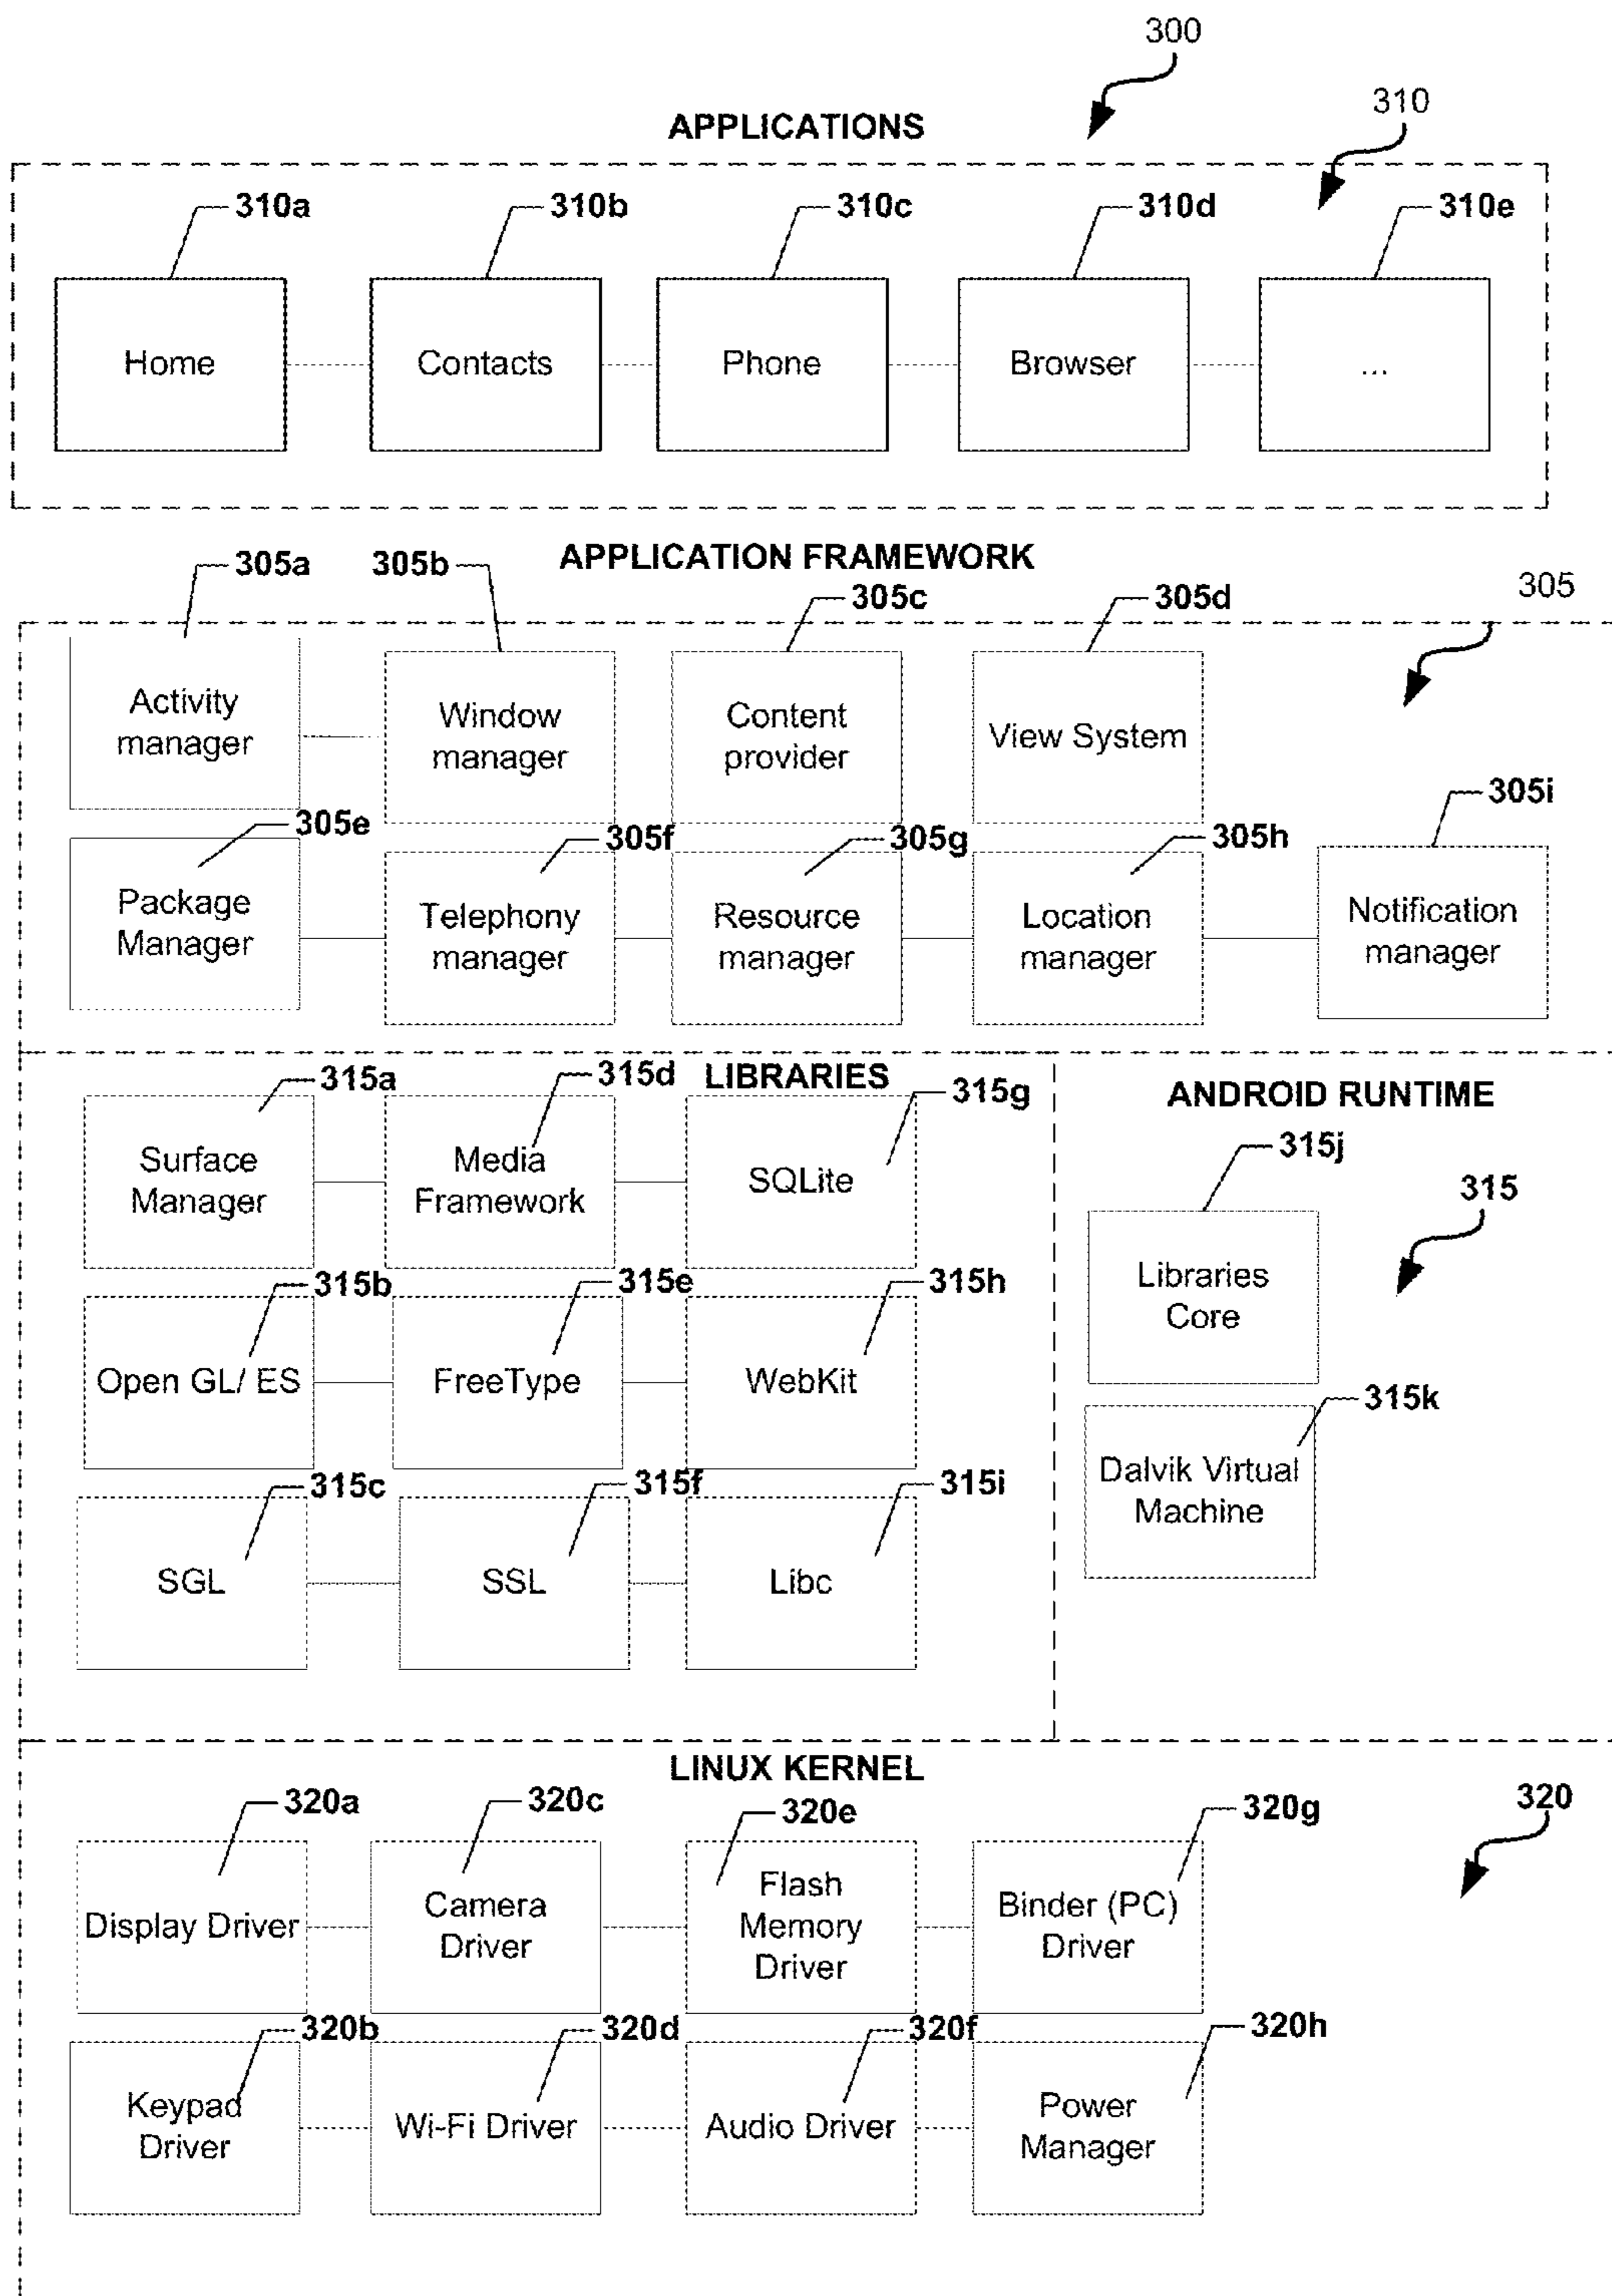 300
310
APPLICATIONS
310a
310b
310c
310d
310e
Home
Contacts
Phone
Browser
...
APPLICATION FRAMEWORK
305a
305b
305c
305d
305
Activity
manager
Window
manager
Content
provider
View System
305i
305e
305f
305g
305h
Package
Manager
Telephony
manager
Resource
manager
Location
manager
Notification
manager
LIBRARIES
315a
315d
315g
Surface
Manager
Media
Framework
SQLite
315b
315e
315h
Open GL/ ES
FreeType
WebKit
315c
315f
315i
SGL
SSL
Libc
ANDROID RUNTIME
315j
315
Libraries
Core
315k
Dalvik Virtual
Machine
LINUX KERNEL
320a
320c
320e
320g
320
Display Driver
Camera
Driver
Flash
Memory
Driver
Binder (PC)
Driver
320b
320d
320f
320h
Keypad
Driver
Wi-Fi Driver
Audio Driver
Power
Manager